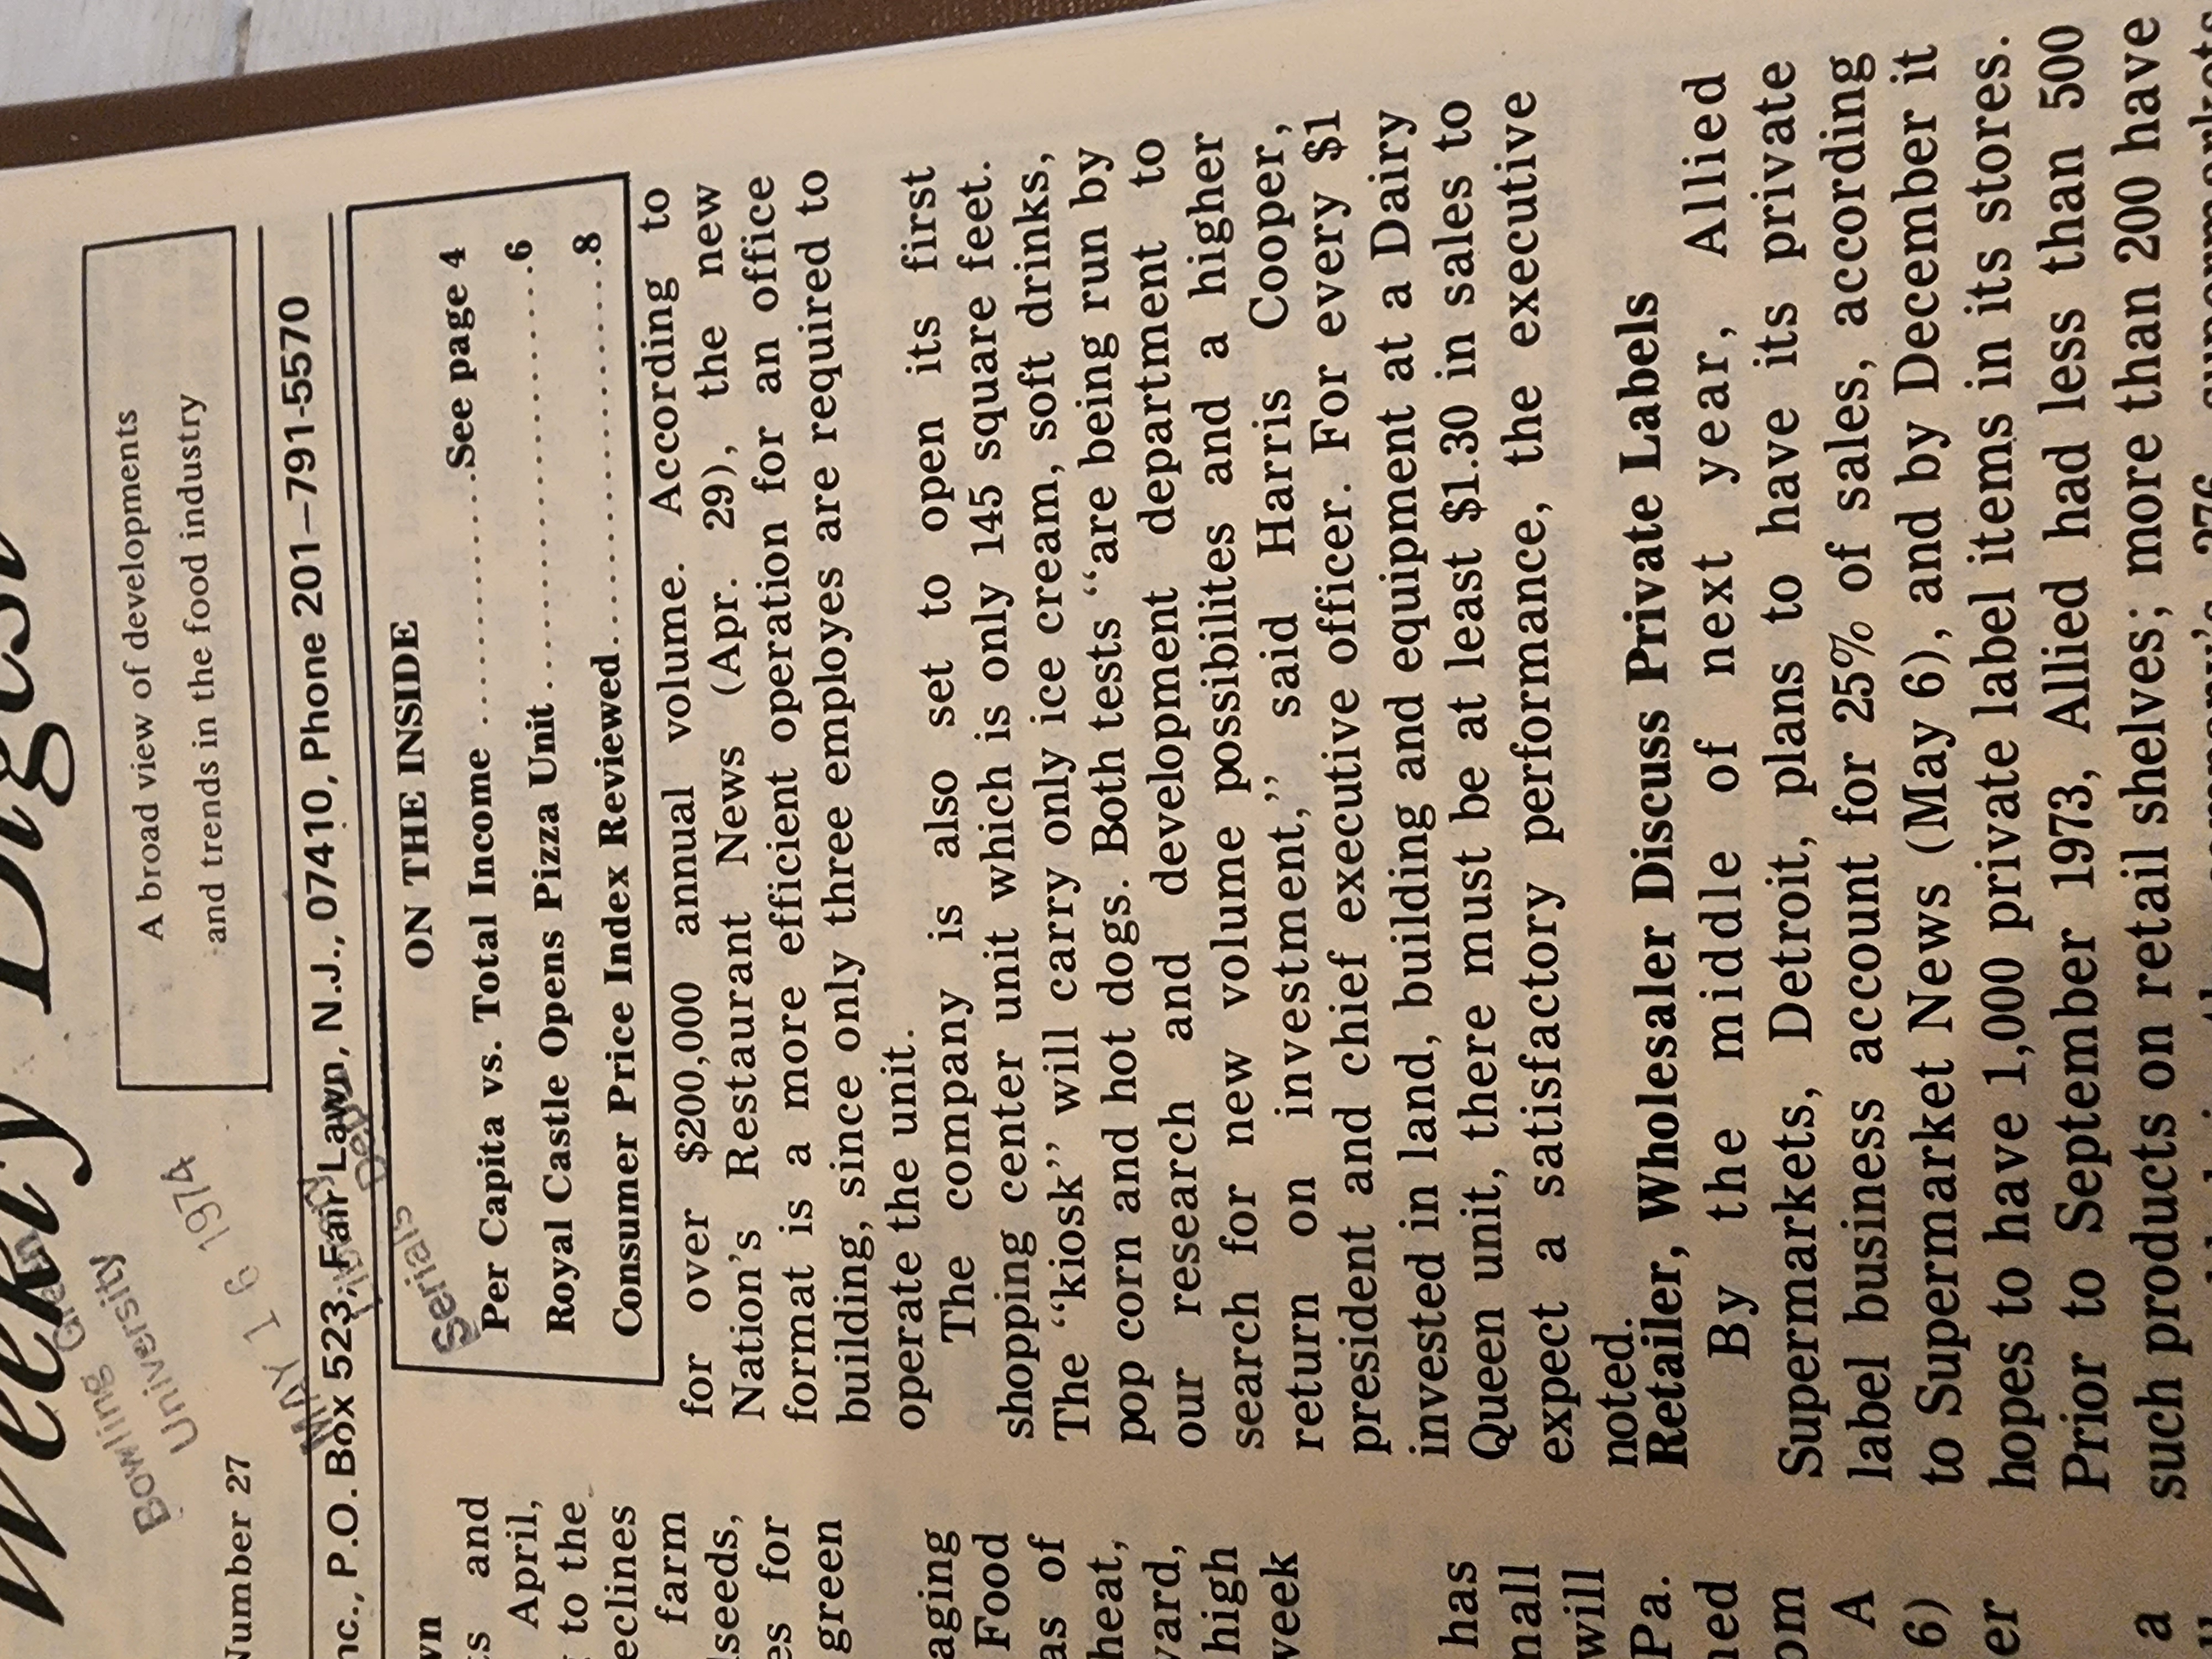 Weekly Digest
A broad view of developments
and trends in the food industry
Bowling Green
University
MAY 16 1974
Serials Dept.
Number 27
nc., P.O. Box 523, Fair Lawn, N.J., 07410, Phone 201–791-5570
wn
ts and
April,
to the
eclines
farm
lseeds,
es for
green
aging
Food
as of
heat,
vard,
high
week
has
mall
will
Pa.
ned
om
A
6)
er
a
ON THE INSIDE
Per Capita vs. Total Income ..............See page 4
Royal Castle Opens Pizza Unit..........................6
Consumer Price Index Reviewed......................8
for over $200,000 annual volume. According to
Nation's Restaurant News (Apr. 29), the new
format is a more efficient operation for an office
building, since only three employes are required to
operate the unit.
The company is also set to open its first
shopping center unit which is only 145 square feet.
The "kiosk" will carry only ice cream, soft drinks,
pop corn and hot dogs. Both tests "are being run by
our research and development department to
search for new volume possibilites and a higher
return on investment," said Harris Cooper,
president and chief executive officer. For every $1
invested in land, building and equipment at a Dairy
Queen unit, there must be at least $1.30 in sales to
expect a satisfactory performance, the executive
noted.
Retailer, Wholesaler Discuss Private Labels
By the middle of next year, Allied
Supermarkets, Detroit, plans to have its private
label business account for 25% of sales, according
to Supermarket News (May 6), and by December it
hopes to have 1,000 private label items in its stores.
Prior to September 1973, Allied had less than 500
such products on retail shelves; more than 200 have
276 supermarkets